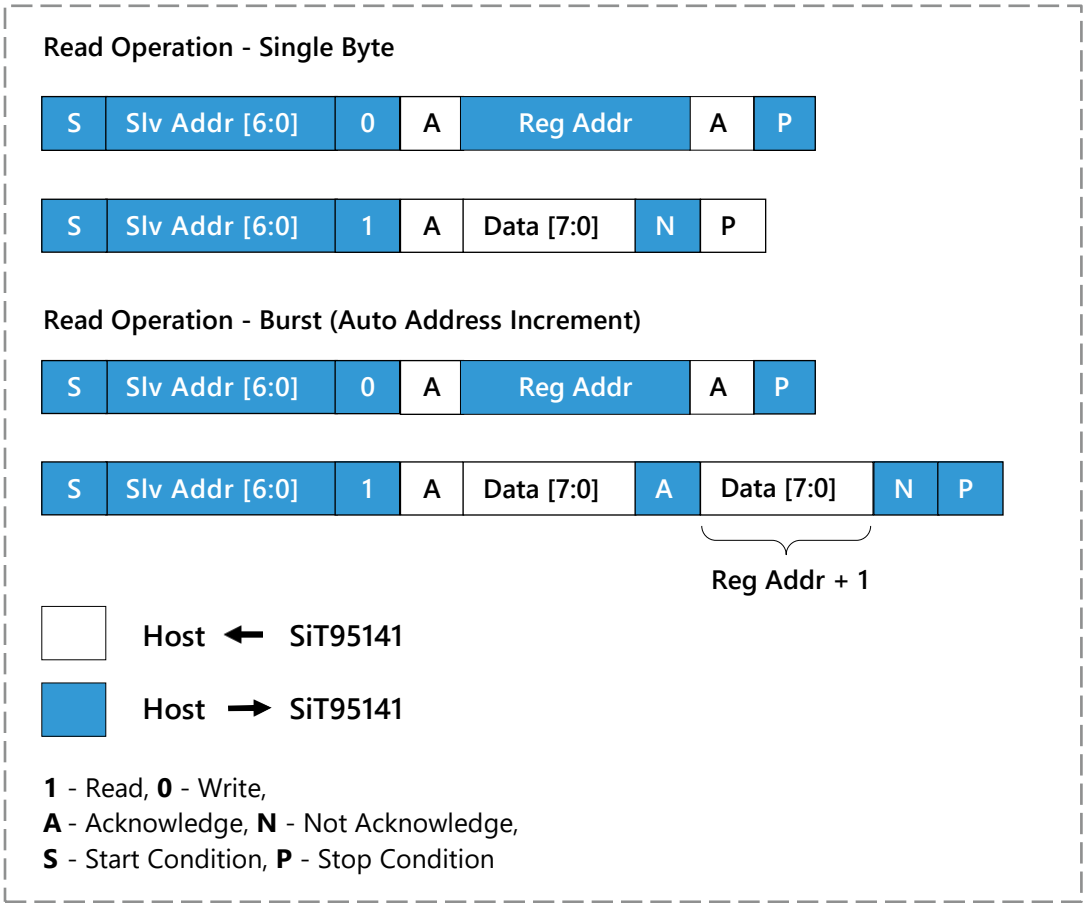 Read Operation - Single Byte
S Slv Addr [6:0] 0 A Reg Addr A P
S Slv Addr [6:0] 1 A Data [7:0] N P
Read Operation - Burst (Auto Address Increment)
S Slv Addr [6:0] 0 A Reg Addr A P
S Slv Addr [6:0] 1 A Data [7:0] A Data [7:0] N P
Reg Addr + 1
Host ← SiT95141
Host → SiT95141
1 - Read, 0 - Write,
A - Acknowledge, N - Not Acknowledge,
S - Start Condition, P - Stop Condition